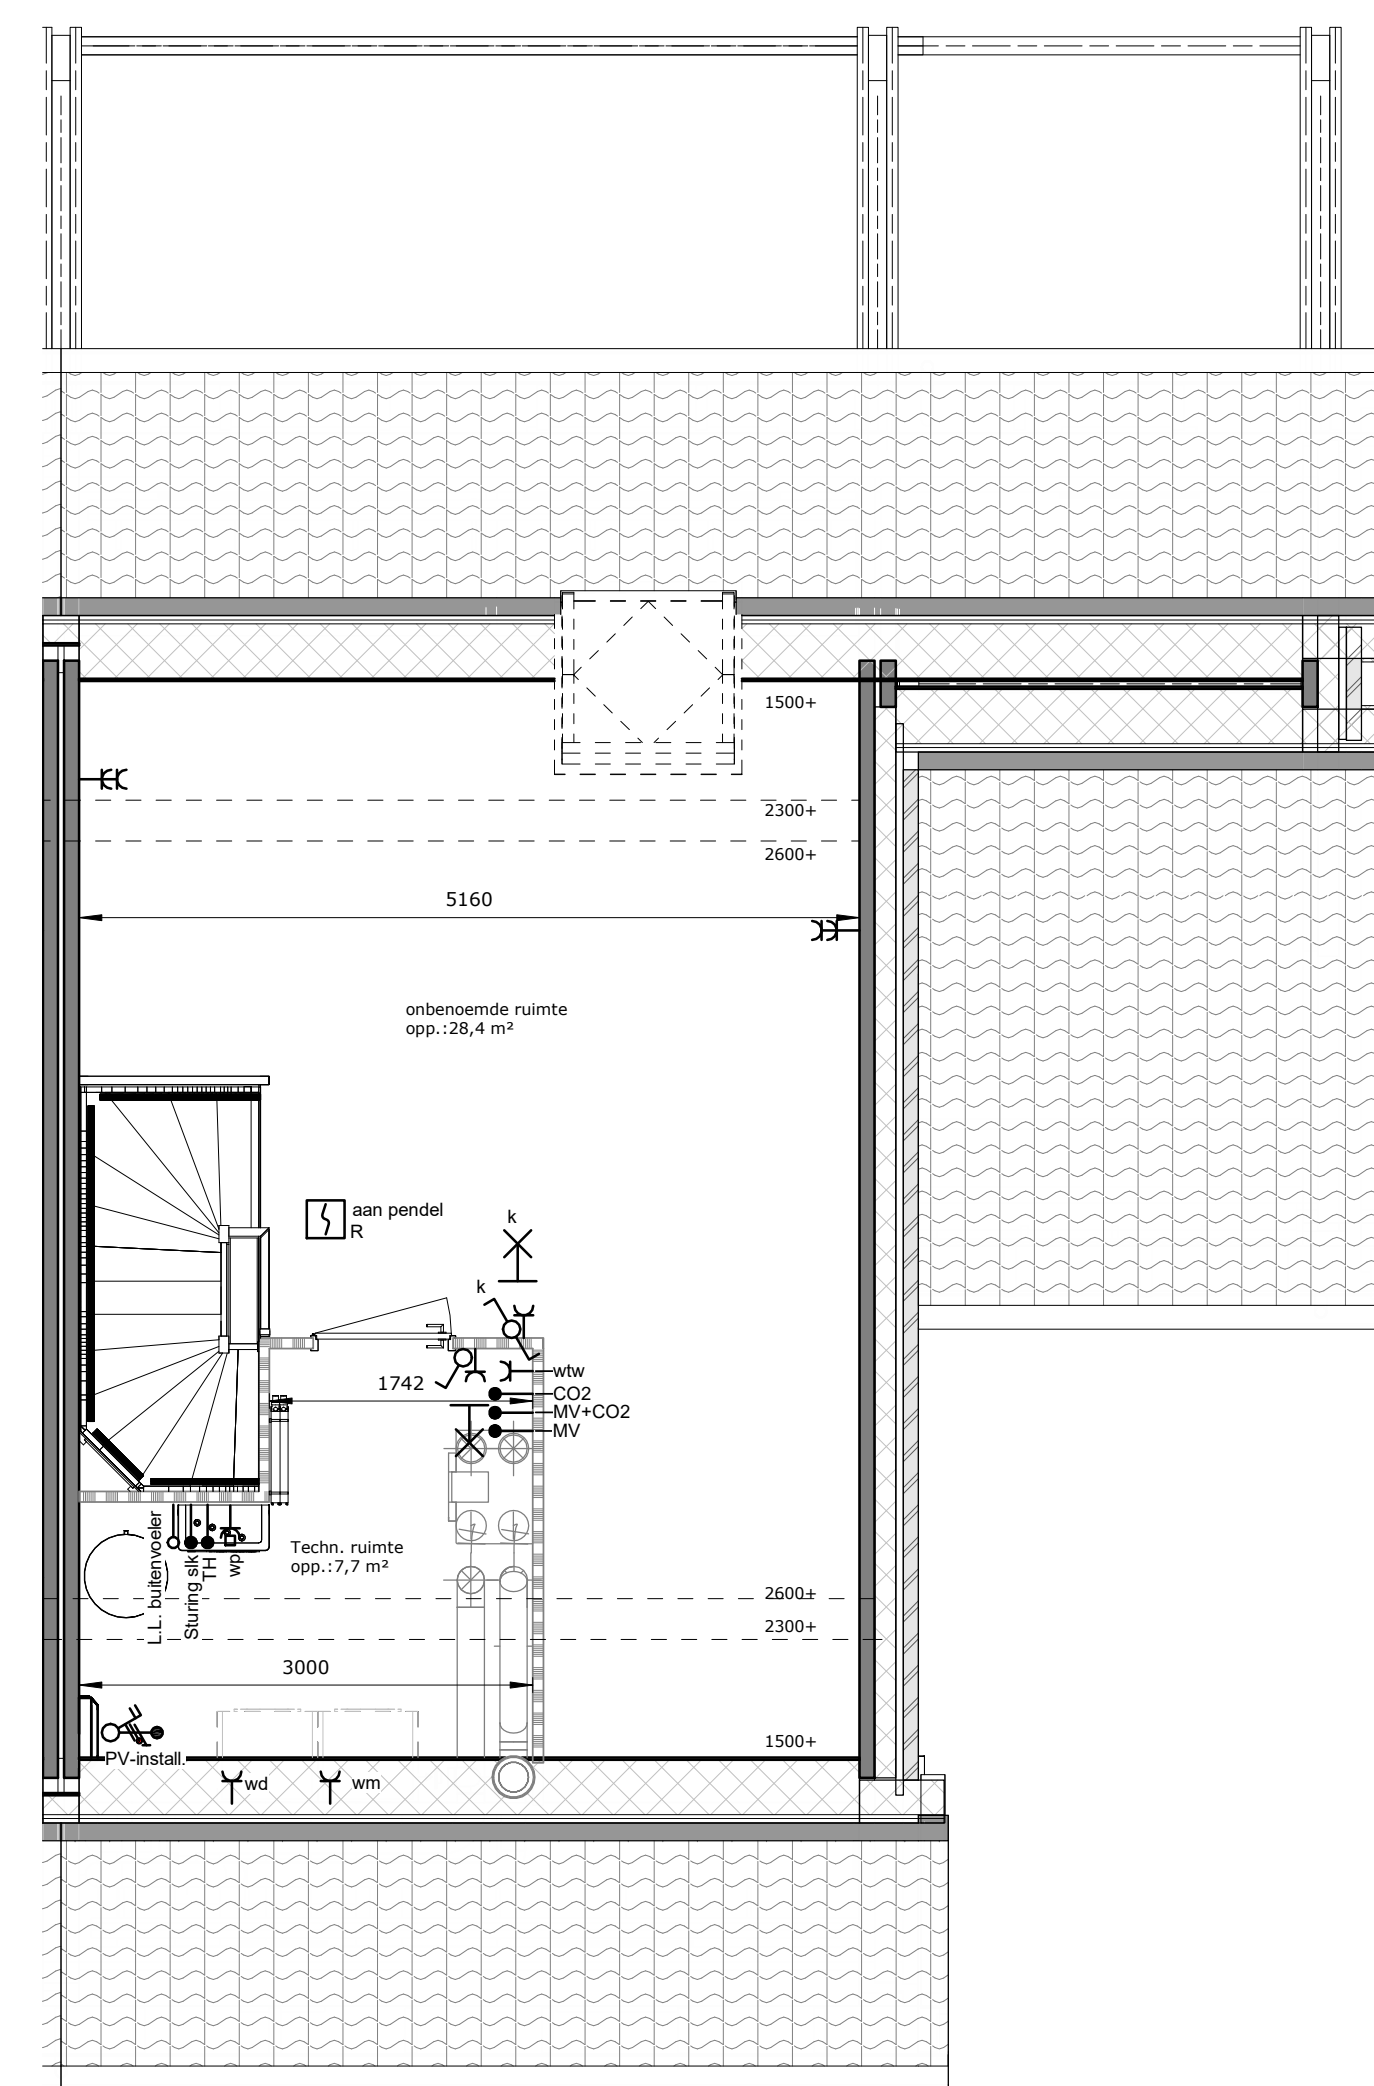 1500+
2300+
2600+
5160
onbenoemde ruimte
opp.:28,4 m²
aan pendel
R
k
k
wtw
1742
CO2
MV+CO2
MV
L.L. buitenvoeler
Sturing slk
TH
wp
Techn. ruimte
opp.:7,7 m²
2600+
2300+
3000
1500+
PV-install.
wd
wm